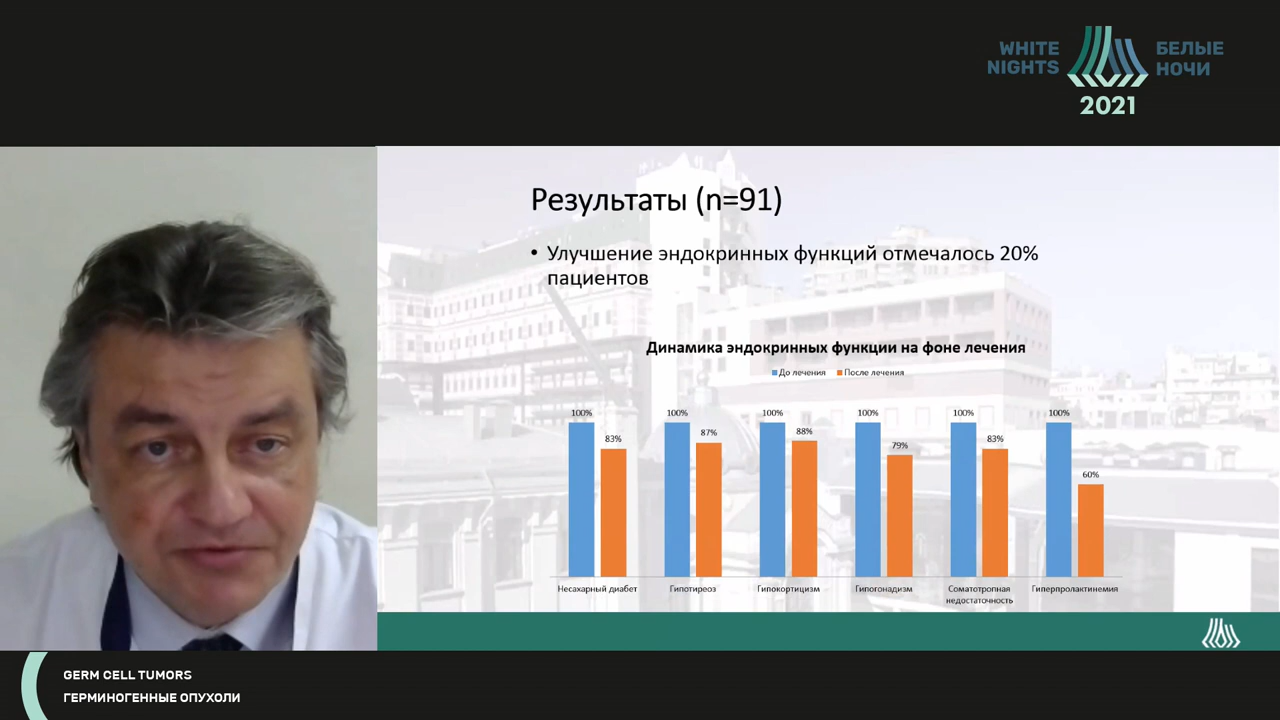 WHITE
NIGHTS
БЕЛЫЕ
НОЧИ
2021
Результаты (n=91)
• Улучшение эндокринных функций отмечалось 20%
пациентов
Динамика эндокринных функции на фоне лечения
До лечения После лечения
100% 83% 100% 87% 100% 88% 100% 79% 100% 83% 100% 60%
Несахарный диабет Гипотиреоз Гипокортицизм Гипогонадизм Соматотропная Гиперпролактинемия
недостаточность
GERM CELL TUMORS
ГЕРМИНОГЕННЫЕ ОПУХОЛИ